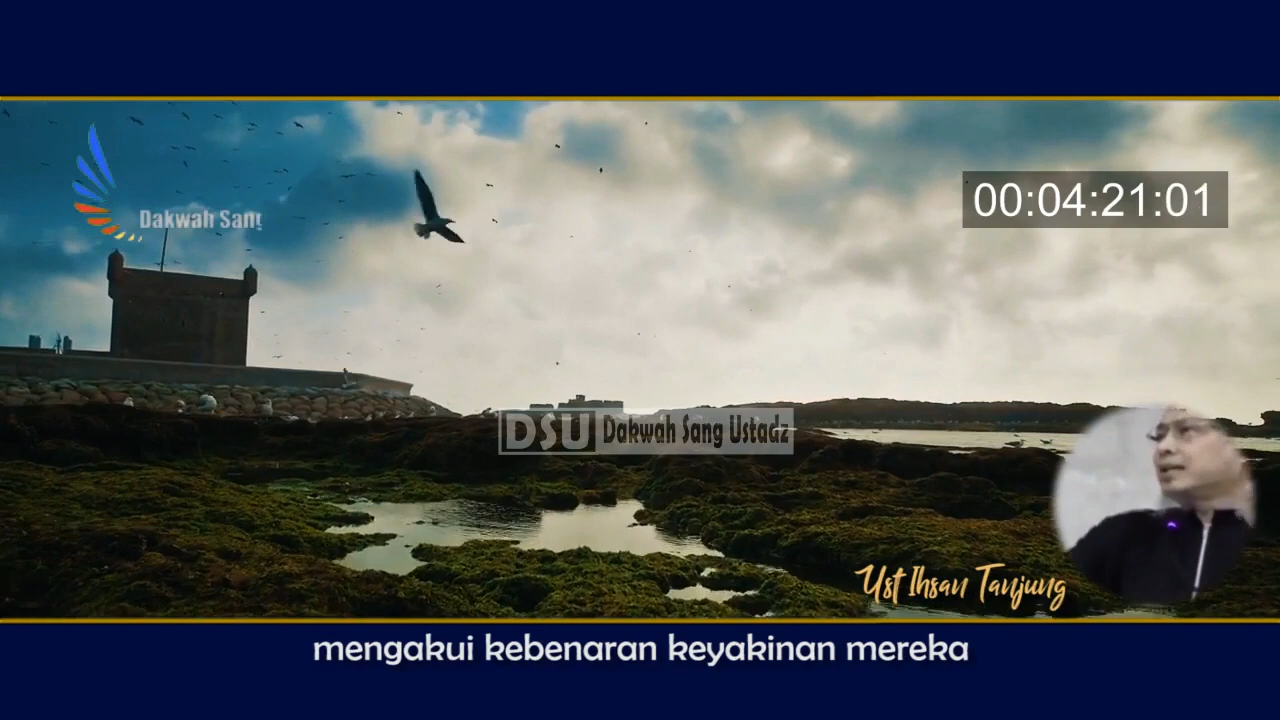 Dakwah Sang
00:04:21:01
DSU Dakwah Sang Ustadz
Ust Ihsan Tanjung
mengakui kebenaran keyakinan mereka